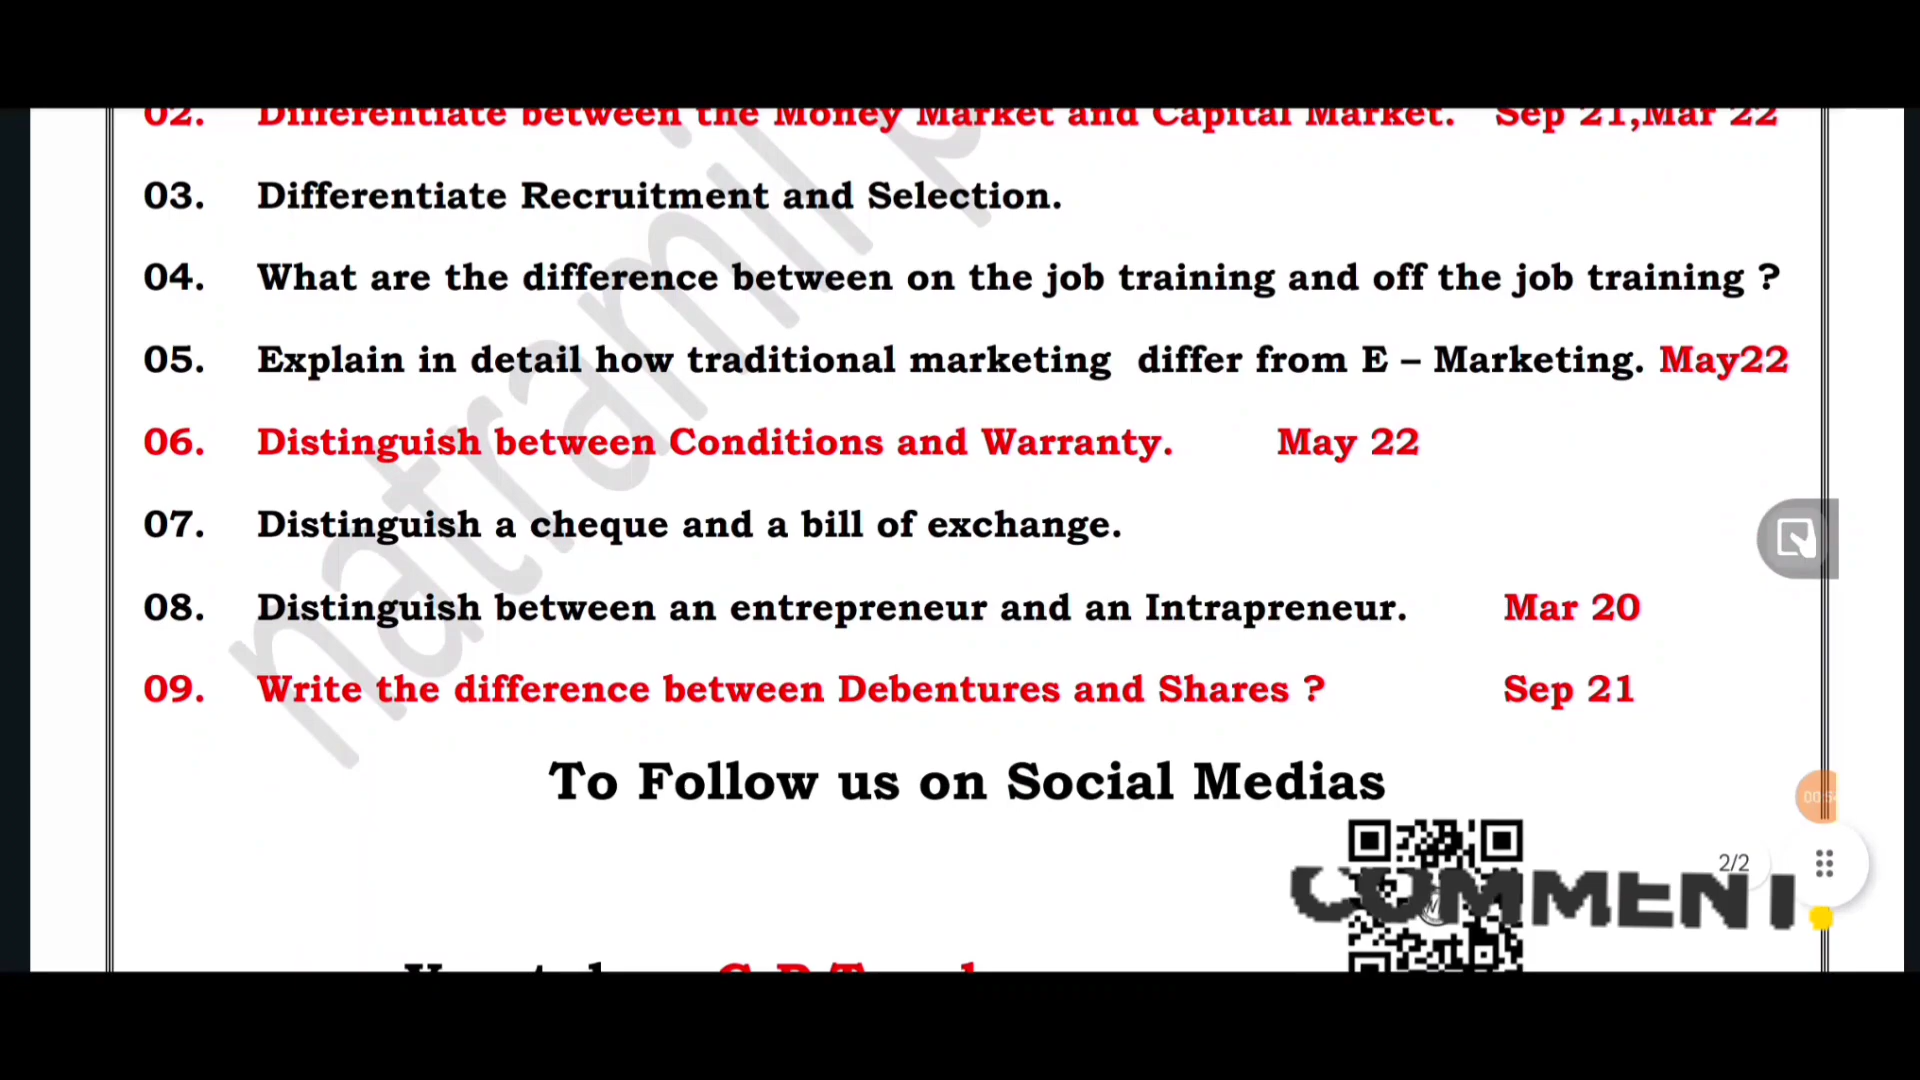 02. Differentiate between the Money Market and Capital Market. Sep 21,Mar 22
03. Differentiate Recruitment and Selection.
04. What are the difference between on the job training and off the job training ?
05. Explain in detail how traditional marketing differ from E – Marketing. May22
06. Distinguish between Conditions and Warranty. May 22
07. Distinguish a cheque and a bill of exchange.
08. Distinguish between an entrepreneur and an Intrapreneur. Mar 20
09. Write the difference between Debentures and Shares ? Sep 21
To Follow us on Social Medias
2/2
COMMENT